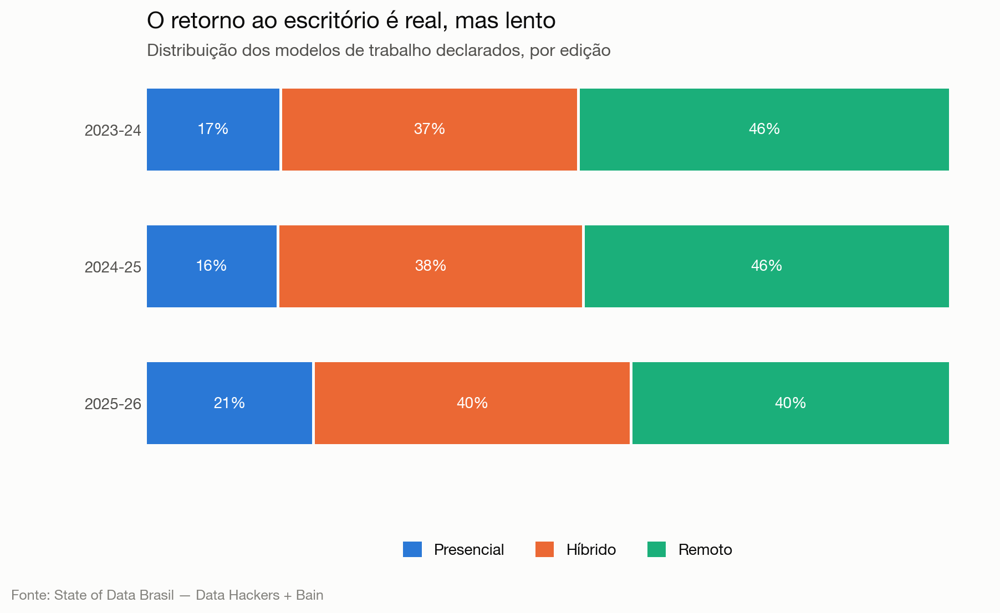 O retorno ao escritório é real, mas lento
Distribuição dos modelos de trabalho declarados, por edição
2023-24 17% 37% 46%
2024-25 16% 38% 46%
2025-26 21% 40% 40%
Presencial Híbrido Remoto
Fonte: State of Data Brasil — Data Hackers + Bain